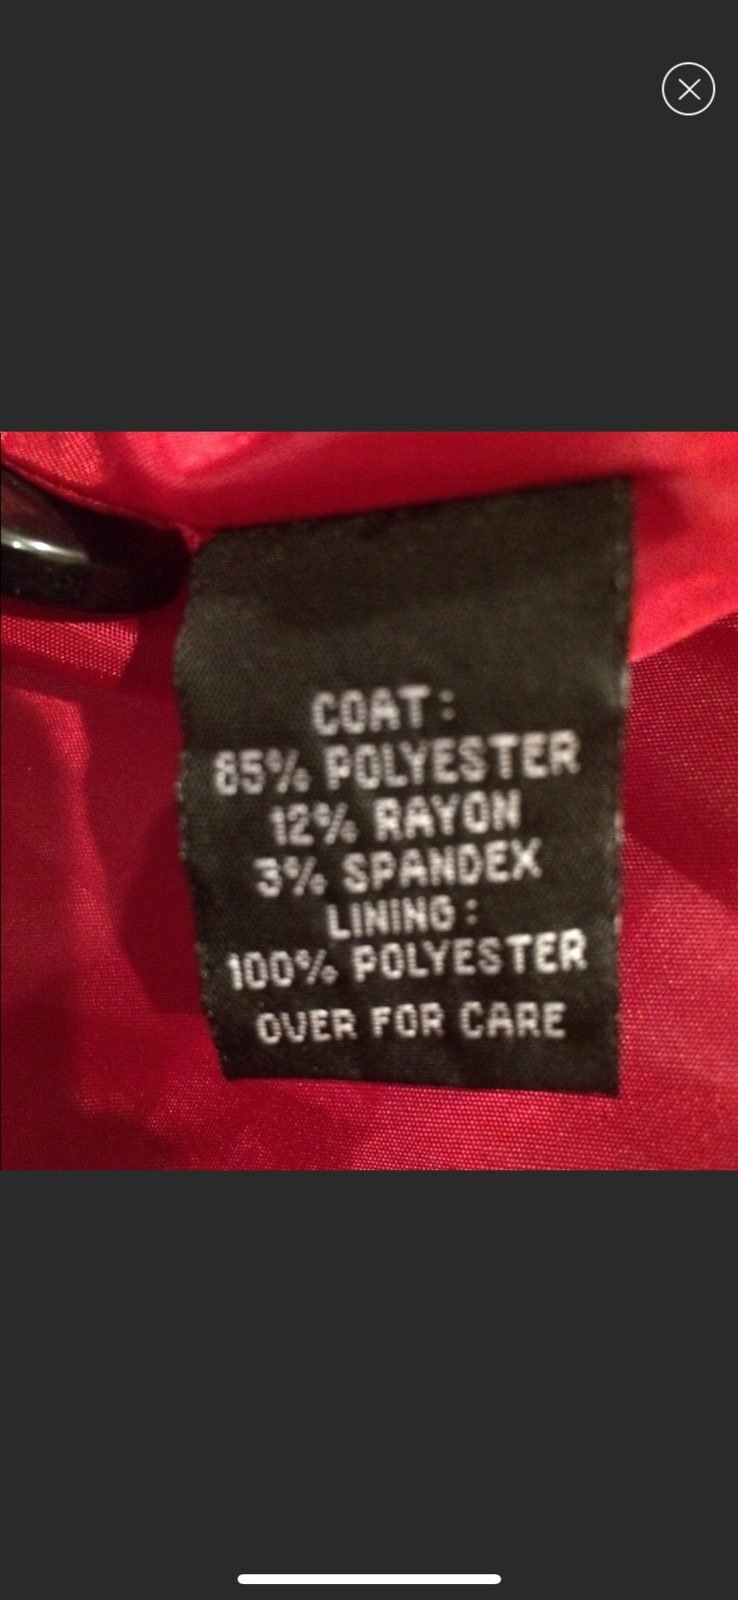 COAT:
85% POLYESTER
12% RAYON
3% SPANDEX
LINING:
100% POLYESTER
OVER FOR CARE